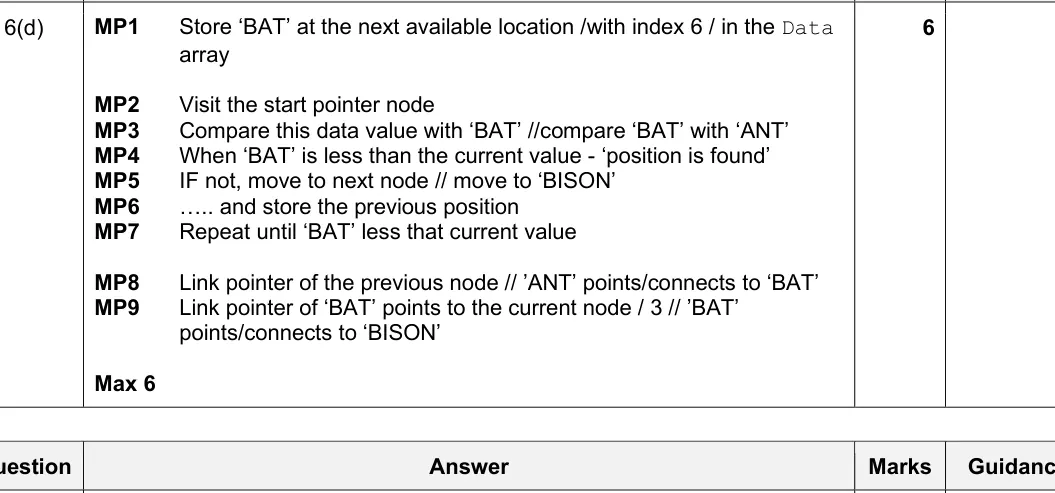 6(d) MP1 Store ‘BAT’ at the next available location /with index 6 / in the Data 6
array
MP2 Visit the start pointer node
MP3 Compare this data value with ‘BAT’ //compare ‘BAT’ with ‘ANT’
MP4 When ‘BAT’ is less than the current value - ‘position is found’
MP5 IF not, move to next node // move to ‘BISON’
MP6 ….. and store the previous position
MP7 Repeat until ‘BAT’ less that current value
MP8 Link pointer of the previous node // ’ANT’ points/connects to ‘BAT’
MP9 Link pointer of ‘BAT’ points to the current node / 3 // ’BAT’
points/connects to ‘BISON’
Max 6
uestion Answer Marks Guidanc